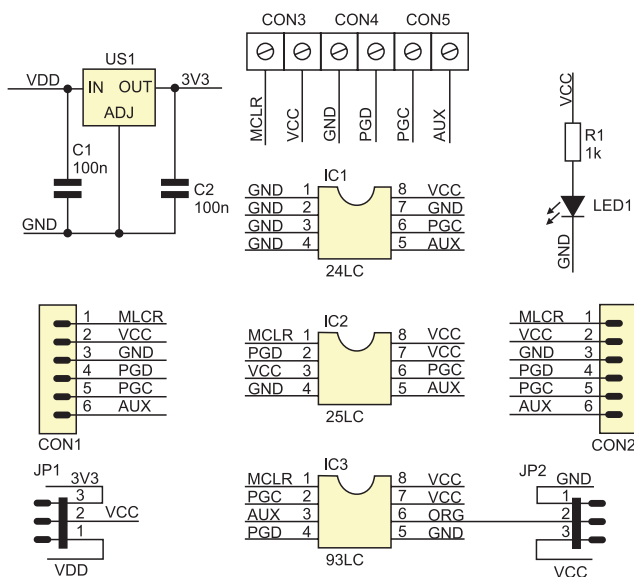 US1
VDD IN OUT 3V3
ADJ
C1
100n
C2
100n
GND
CON3 CON4 CON5
MCLR
VCC
GND
PGD
PGC
AUX
VCC
R1
1k
LED1
GND
IC1
GND 1 8 VCC
GND 2 7 GND
GND 3 6 PGC
GND 4 5 AUX
24LC
1 MLCR
2 VCC
3 GND
4 PGD
5 PGC
6 AUX
CON1
IC2
MCLR 1 8 VCC
PGD 2 7 VCC
VCC 3 6 PGC
GND 4 5 AUX
25LC
MLCR 1
VCC 2
GND 3
PGD 4
PGC 5
AUX 6
CON2
JP1
3V3
3
2 VCC
1
VDD
IC3
MCLR 1 8 VCC
PGC 2 7 VCC
AUX 3 6 ORG
PGD 4 5 GND
93LC
JP2
GND
1
2
3
VCC